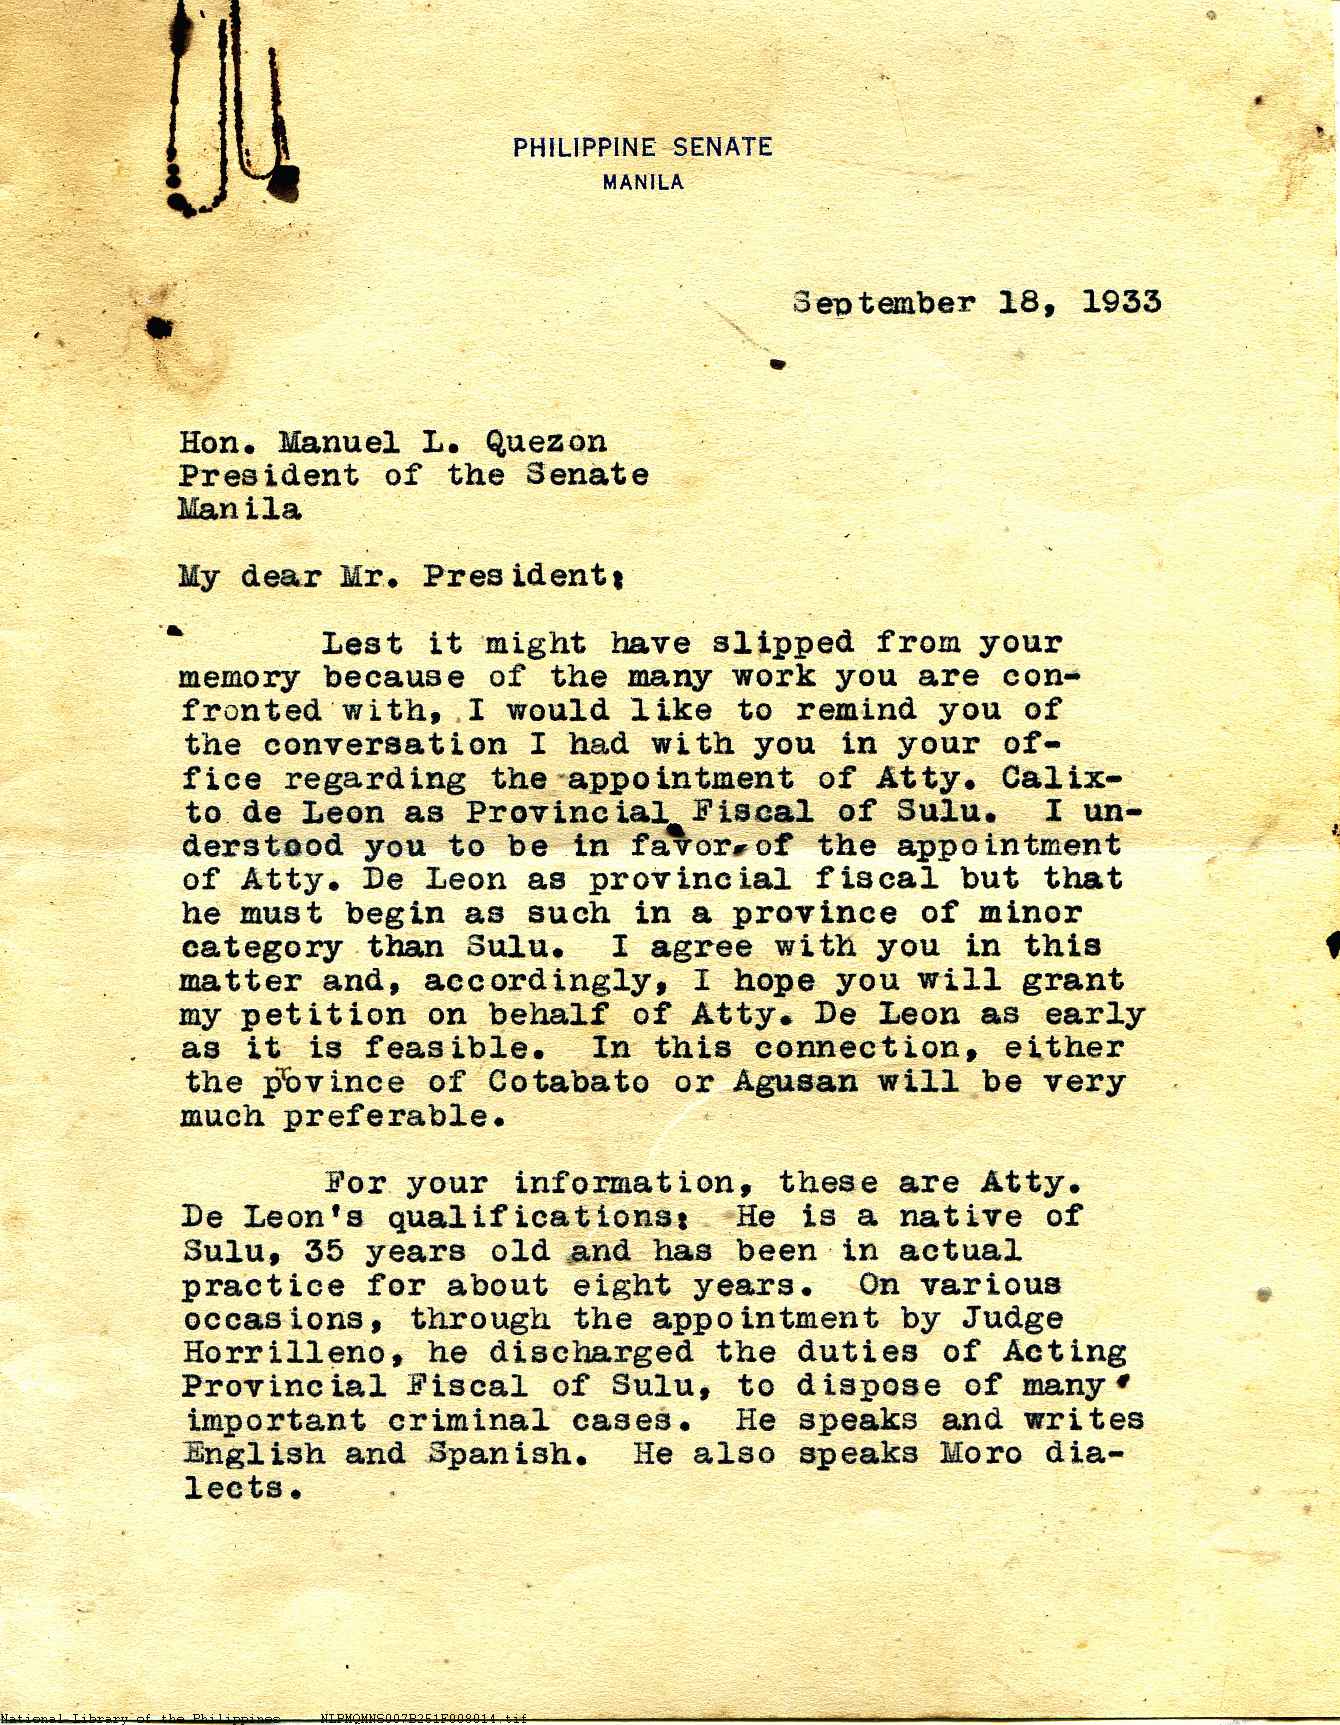 PHILIPPINE SENATE
MANILA
September 18, 1933
Hon. Manuel L. Quezon
President of the Senate
Manila
My dear Mr. President:
Lest it might have slipped from your
memory because of the many work you are con-
fronted with, I would like to remind you of
the conversation I had with you in your of-
fice regarding the appointment of Atty. Calix-
to de Leon as Provincial Fiscal of Sulu. I un-
derstood you to be in favor of the appointment
of Atty. De Leon as provincial fiscal but that
he must begin as such in a province of minor
category than Sulu. I agree with you in this
matter and, accordingly, I hope you will grant
my petition on behalf of Atty. De Leon as early
as it is feasible. In this connection, either
the province of Cotabato or Agusan will be very
much preferable.
For your information, these are Atty.
De Leon's qualifications: He is a native of
Sulu, 35 years old and has been in actual
practice for about eight years. On various
occasions, through the appointment by Judge
Horrilleno, he discharged the duties of Acting
Provincial Fiscal of Sulu, to dispose of many
important criminal cases. He speaks and writes
English and Spanish. He also speaks Moro dia-
lects.
National Library of the Philippines NLPMQMNS007B251F008014.tif